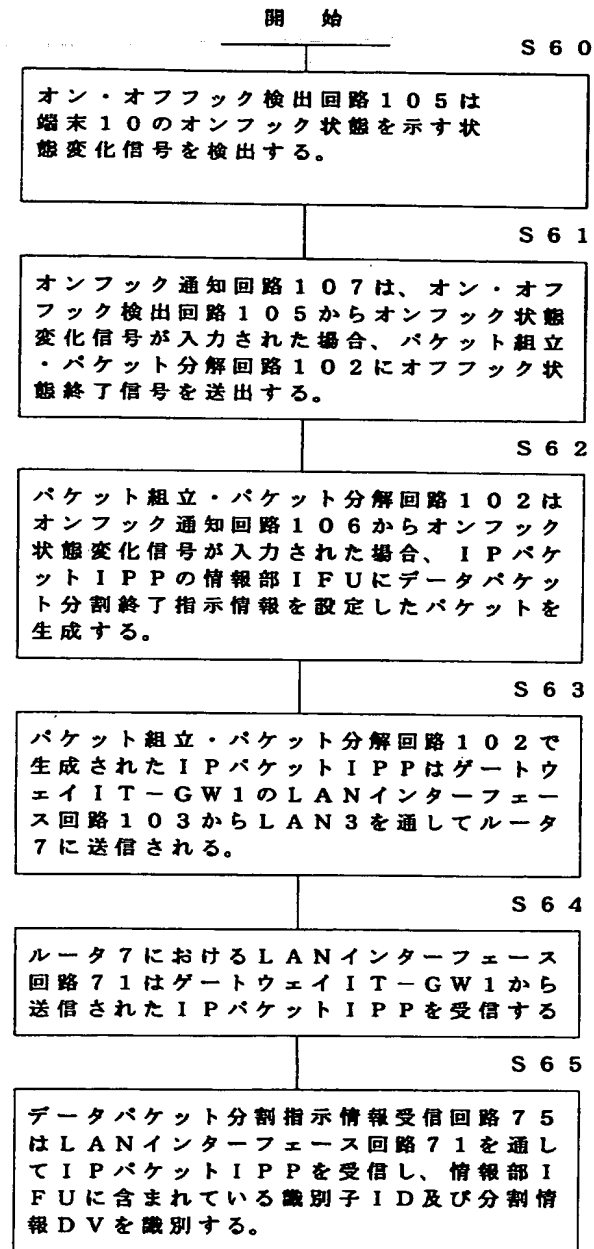 開　始
S60
オン・オフフック検出回路105は
端末10のオンフック状態を示す状
態変化信号を検出する。
S61
オンフック通知回路107は、オン・オフ
フック検出回路105からオンフック状態
変化信号が入力された場合、パケット組立
・パケット分解回路102にオフフック状
態終了信号を送出する。
S62
パケット組立・パケット分解回路102は
オンフック通知回路106からオンフック
状態変化信号が入力された場合、IPパケ
ットIPPの情報部IFUにデータパケッ
ト分割終了指示情報を設定したパケットを
生成する。
S63
パケット組立・パケット分解回路102で
生成されたIPパケットIPPはゲートウ
ェイIT－GW1のLANインターフェー
ス回路103からLAN3を通してルータ
7に送信される。
S64
ルータ7におけるLANインターフェース
回路71はゲートウェイIT－GW1から
送信されたIPパケットIPPを受信する
S65
データパケット分割指示情報受信回路75
はLANインターフェース回路71を通し
てIPパケットIPPを受信し、情報部I
FUに含まれている識別子ID及び分割情
報DVを識別する。